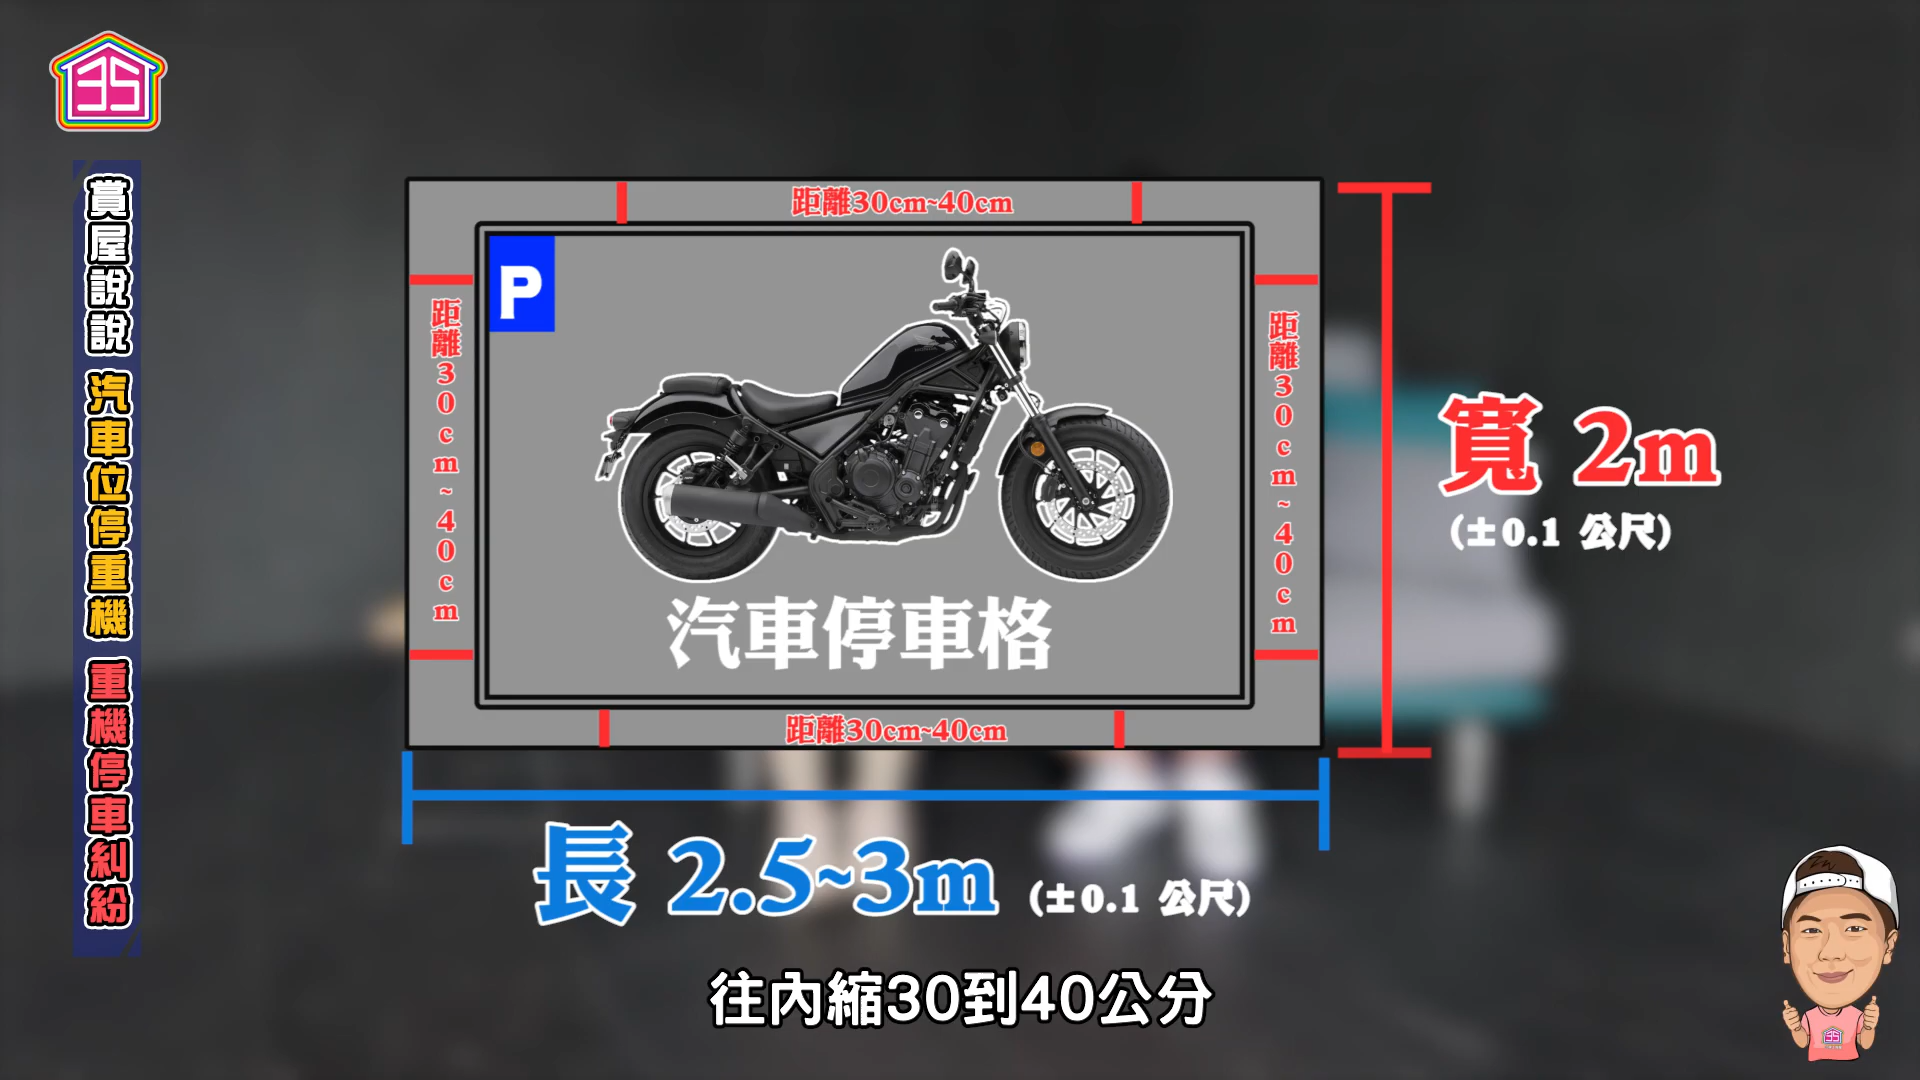 35
賞屋說說 汽車位停重機 重機停車糾紛
距離30cm~40cm
P
距離30cm~40cm
距離30cm~40cm
寬 2m
(±0.1 公尺)
汽車停車格
距離30cm~40cm
長 2.5~3m (±0.1 公尺)
往內縮30到40公分
35